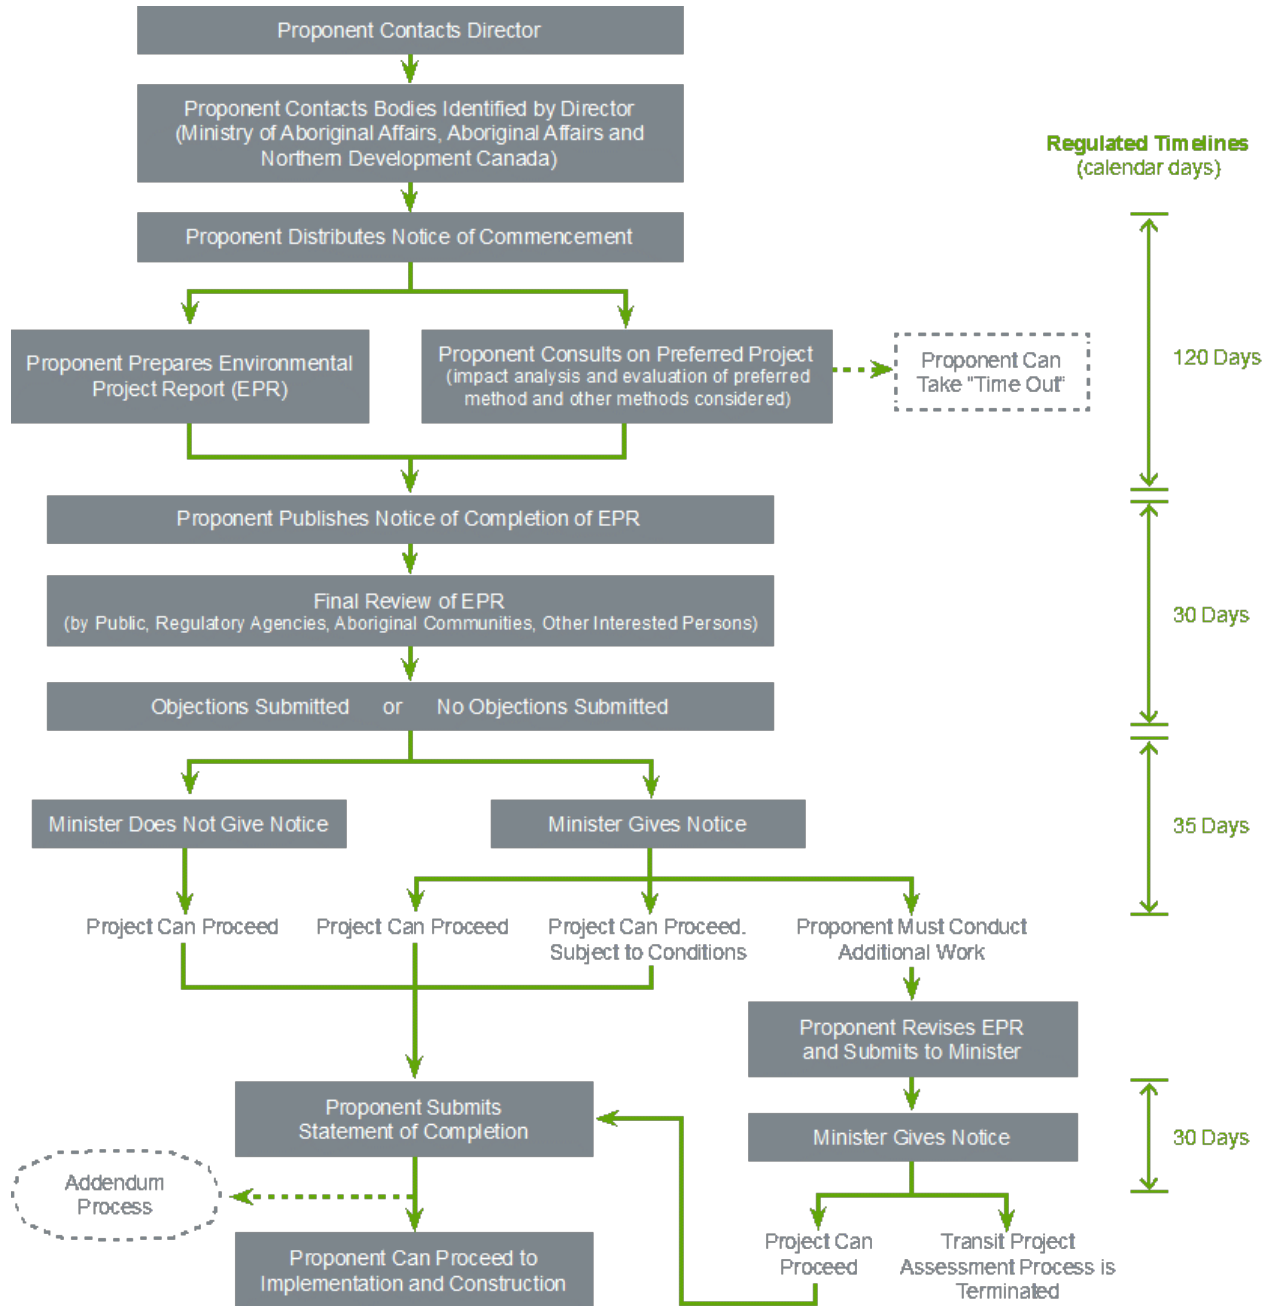 Proponent Contacts Director
Proponent Contacts Bodies Identified by Director
(Ministry of Aboriginal Affairs, Aboriginal Affairs and
Northern Development Canada)
Regulated Timelines
(calendar days)
Proponent Distributes Notice of Commencement
Proponent Prepares Environmental
Project Report (EPR)
Proponent Consults on Preferred Project
(impact analysis and evaluation of preferred
method and other methods considered)
Proponent Can
Take "Time Out"
120 Days
Proponent Publishes Notice of Completion of EPR
Final Review of EPR
(by Public, Regulatory Agencies, Aboriginal Communities, Other Interested Persons)
30 Days
Objections Submitted or No Objections Submitted
Minister Does Not Give Notice
Minister Gives Notice
35 Days
Project Can Proceed
Project Can Proceed
Project Can Proceed.
Subject to Conditions
Proponent Must Conduct
Additional Work
Proponent Revises EPR
and Submits to Minister
Proponent Submits
Statement of Completion
Minister Gives Notice
30 Days
Addendum
Process
Project Can
Proceed
Transit Project
Assessment Process is
Terminated
Proponent Can Proceed to
Implementation and Construction